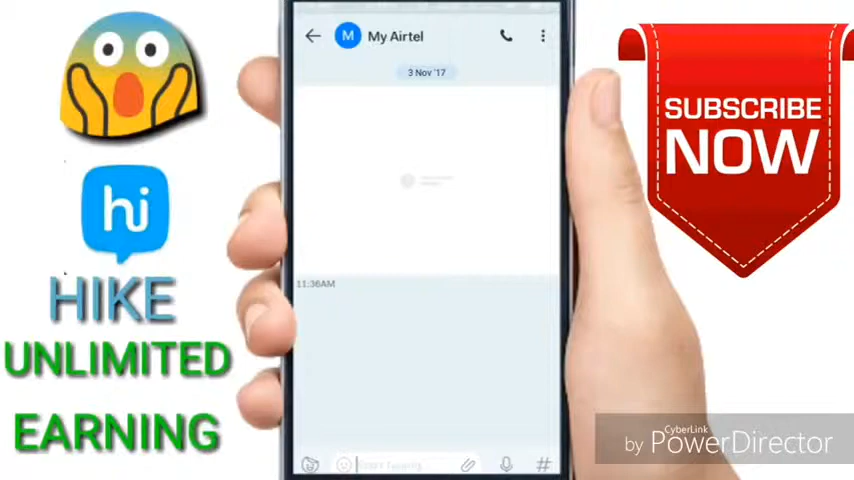 My Airtel
3 Nov '17
SUBSCRIBE
NOW
hi
11:36AM
HIKE
UNLIMITED
EARNING
CyberLink
by PowerDirector
#